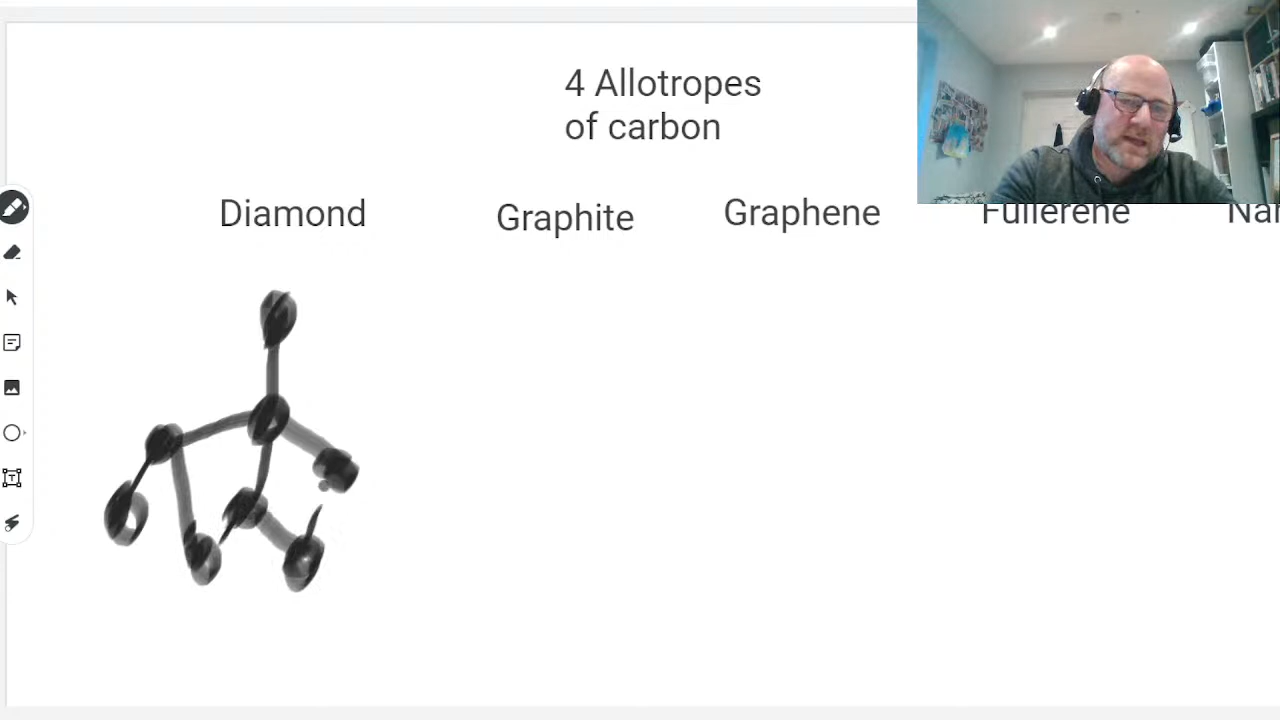 4 Allotropes
of carbon
Diamond
Graphite
Graphene
Fullerene